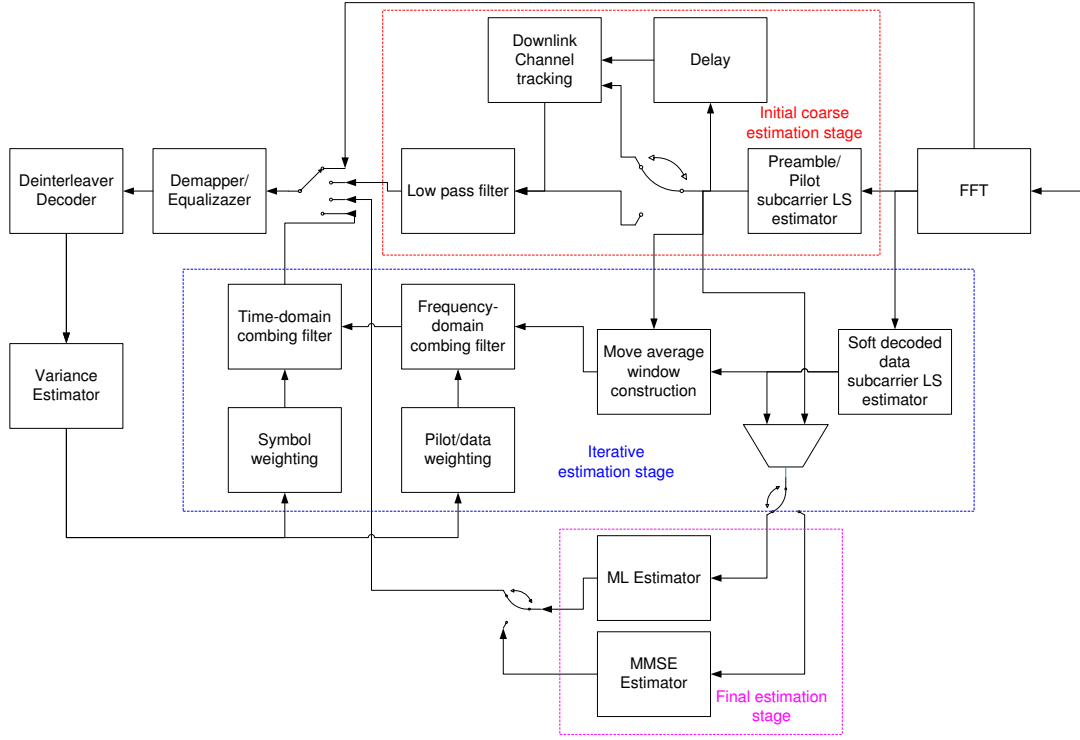 Downlink
Channel
tracking
Delay
Initial coarse
estimation stage
Deinterleaver
Decoder
Demapper/
Equalizazer
Low pass filter
Preamble/
Pilot
subcarrier LS
estimator
FFT
Time-domain
combing filter
Frequency-
domain
combing filter
Move average
window
construction
Soft decoded
data
subcarrier LS
estimator
Variance
Estimator
Symbol
weighting
Pilot/data
weighting
Iterative
estimation stage
ML Estimator
MMSE
Estimator
Final estimation
stage